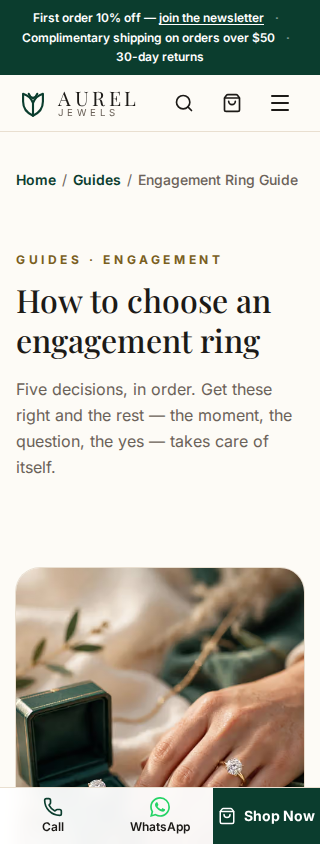 First order 10% off — join the newsletter ·
Complimentary shipping on orders over $50 ·
30-day returns
AUREL
JEWELS
Home / Guides / Engagement Ring Guide
GUIDES · ENGAGEMENT
How to choose an
engagement ring
Five decisions, in order. Get these
right and the rest — the moment, the
question, the yes — takes care of
itself.
Call
WhatsApp
Shop Now